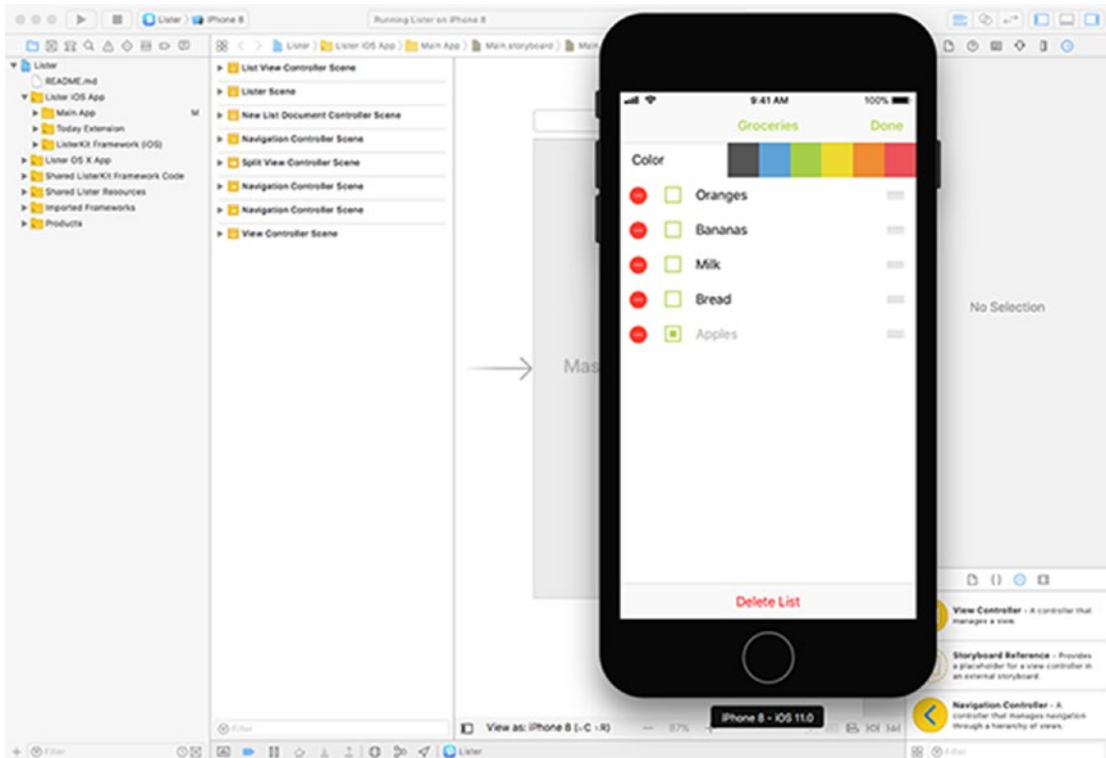 Lister
iPhone 8
Running Lister on iPhone 8
Lister
Lister iOS App
Main App
Main.storyboard
Main
Lister
README.md
Lister iOS App
Main App
M
Today Extension
ListerKit Framework (iOS)
Lister OS X App
Shared ListerKit Framework Code
Shared Lister Resources
Imported Frameworks
Products
List View Controller Scene
Lister Scene
New List Document Controller Scene
Navigation Controller Scene
Split View Controller Scene
Navigation Controller Scene
Navigation Controller Scene
View Controller Scene
Mas
9:41 AM
100%
Groceries
Done
Color
Oranges
Bananas
Milk
Bread
Apples
Delete List
No Selection
View Controller - A controller that
manages a view.
Storyboard Reference - Provides
a placeholder for a view controller in
an external storyboard.
Navigation Controller - A
controller that manages navigation
through a hierarchy of views.
Filter
View as: iPhone 8 (-C -R)
87%
iPhone 8 - iOS 11.0
Filter
Lister
Filter